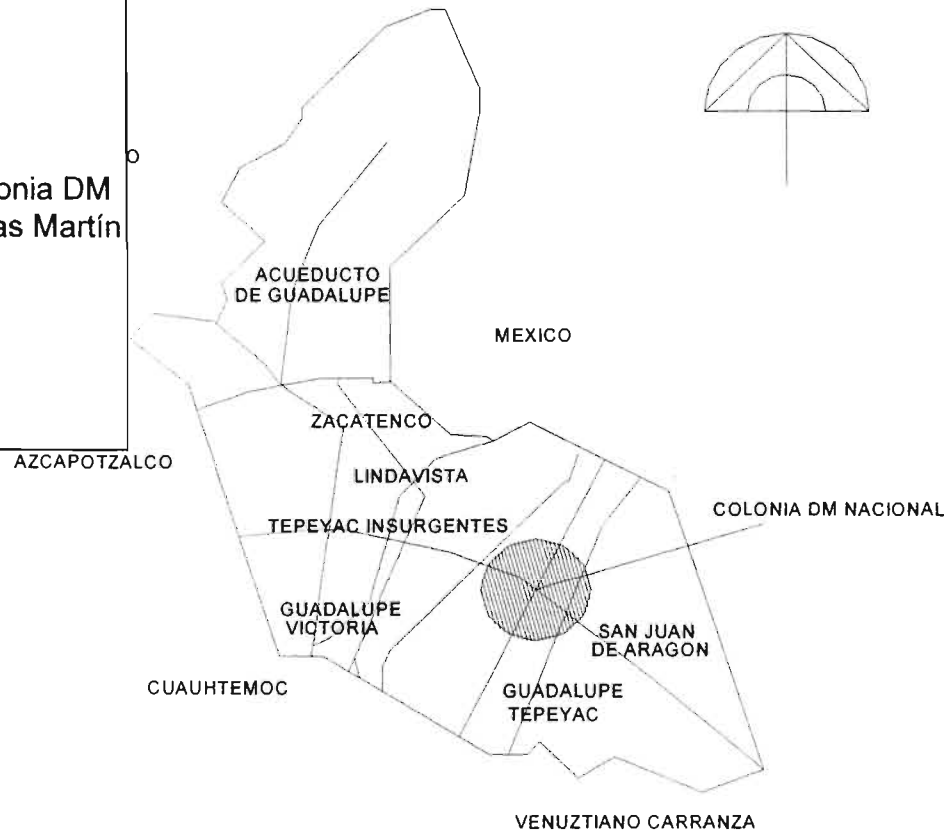 O
onia DM
as Martín
ACUEDUCTO
DE GUADALUPE
MEXICO
ZACATENCO
AZCAPOTZALCO
LINDAVISTA
COLONIA DM NACIONAL
TEPEYAC INSURGENTES
GUADALUPE
VICTORIA
SAN JUAN
DE ARAGON
CUAUHTEMOC
GUADALUPE
TEPEYAC
VENUZTIANO CARRANZA